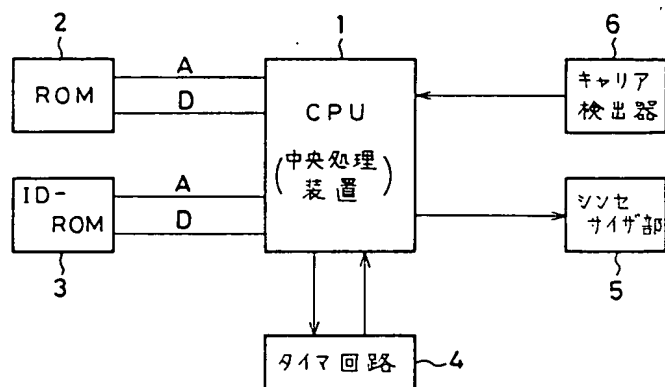 2
ROM
A
D
ID-
ROM
3
A
D
1
CPU
(中央処理
装置)
6
キャリア
検出器
シンセ
サイザ部
5
タイマ回路
4